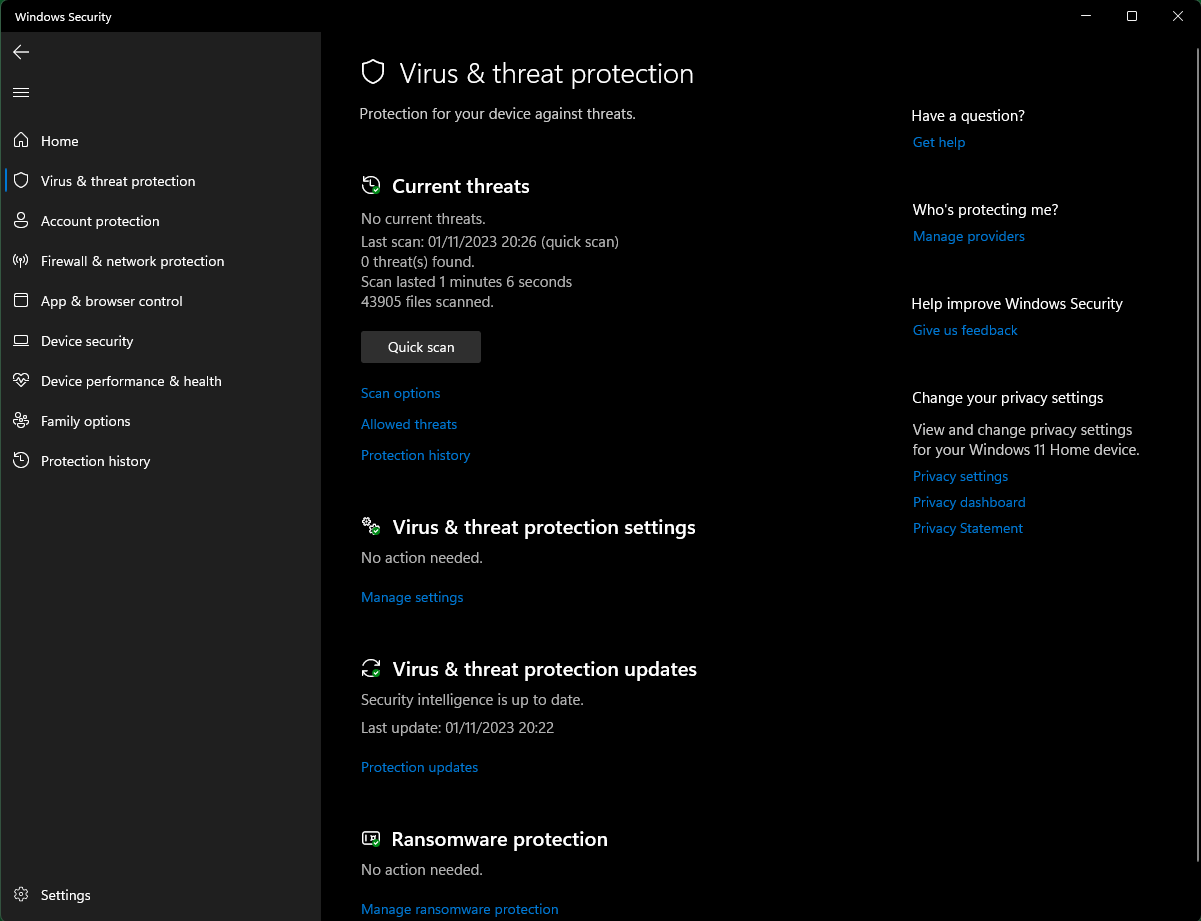 Windows Security
Home
Virus & threat protection
Account protection
Firewall & network protection
App & browser control
Device security
Device performance & health
Family options
Protection history
Settings
Virus & threat protection
Protection for your device against threats.
Current threats
No current threats.
Last scan: 01/11/2023 20:26 (quick scan)
0 threat(s) found.
Scan lasted 1 minutes 6 seconds
43905 files scanned.
Quick scan
Scan options
Allowed threats
Protection history
Virus & threat protection settings
No action needed.
Manage settings
Virus & threat protection updates
Security intelligence is up to date.
Last update: 01/11/2023 20:22
Protection updates
Ransomware protection
No action needed.
Manage ransomware protection
Have a question?
Get help
Who's protecting me?
Manage providers
Help improve Windows Security
Give us feedback
Change your privacy settings
View and change privacy settings
for your Windows 11 Home device.
Privacy settings
Privacy dashboard
Privacy Statement